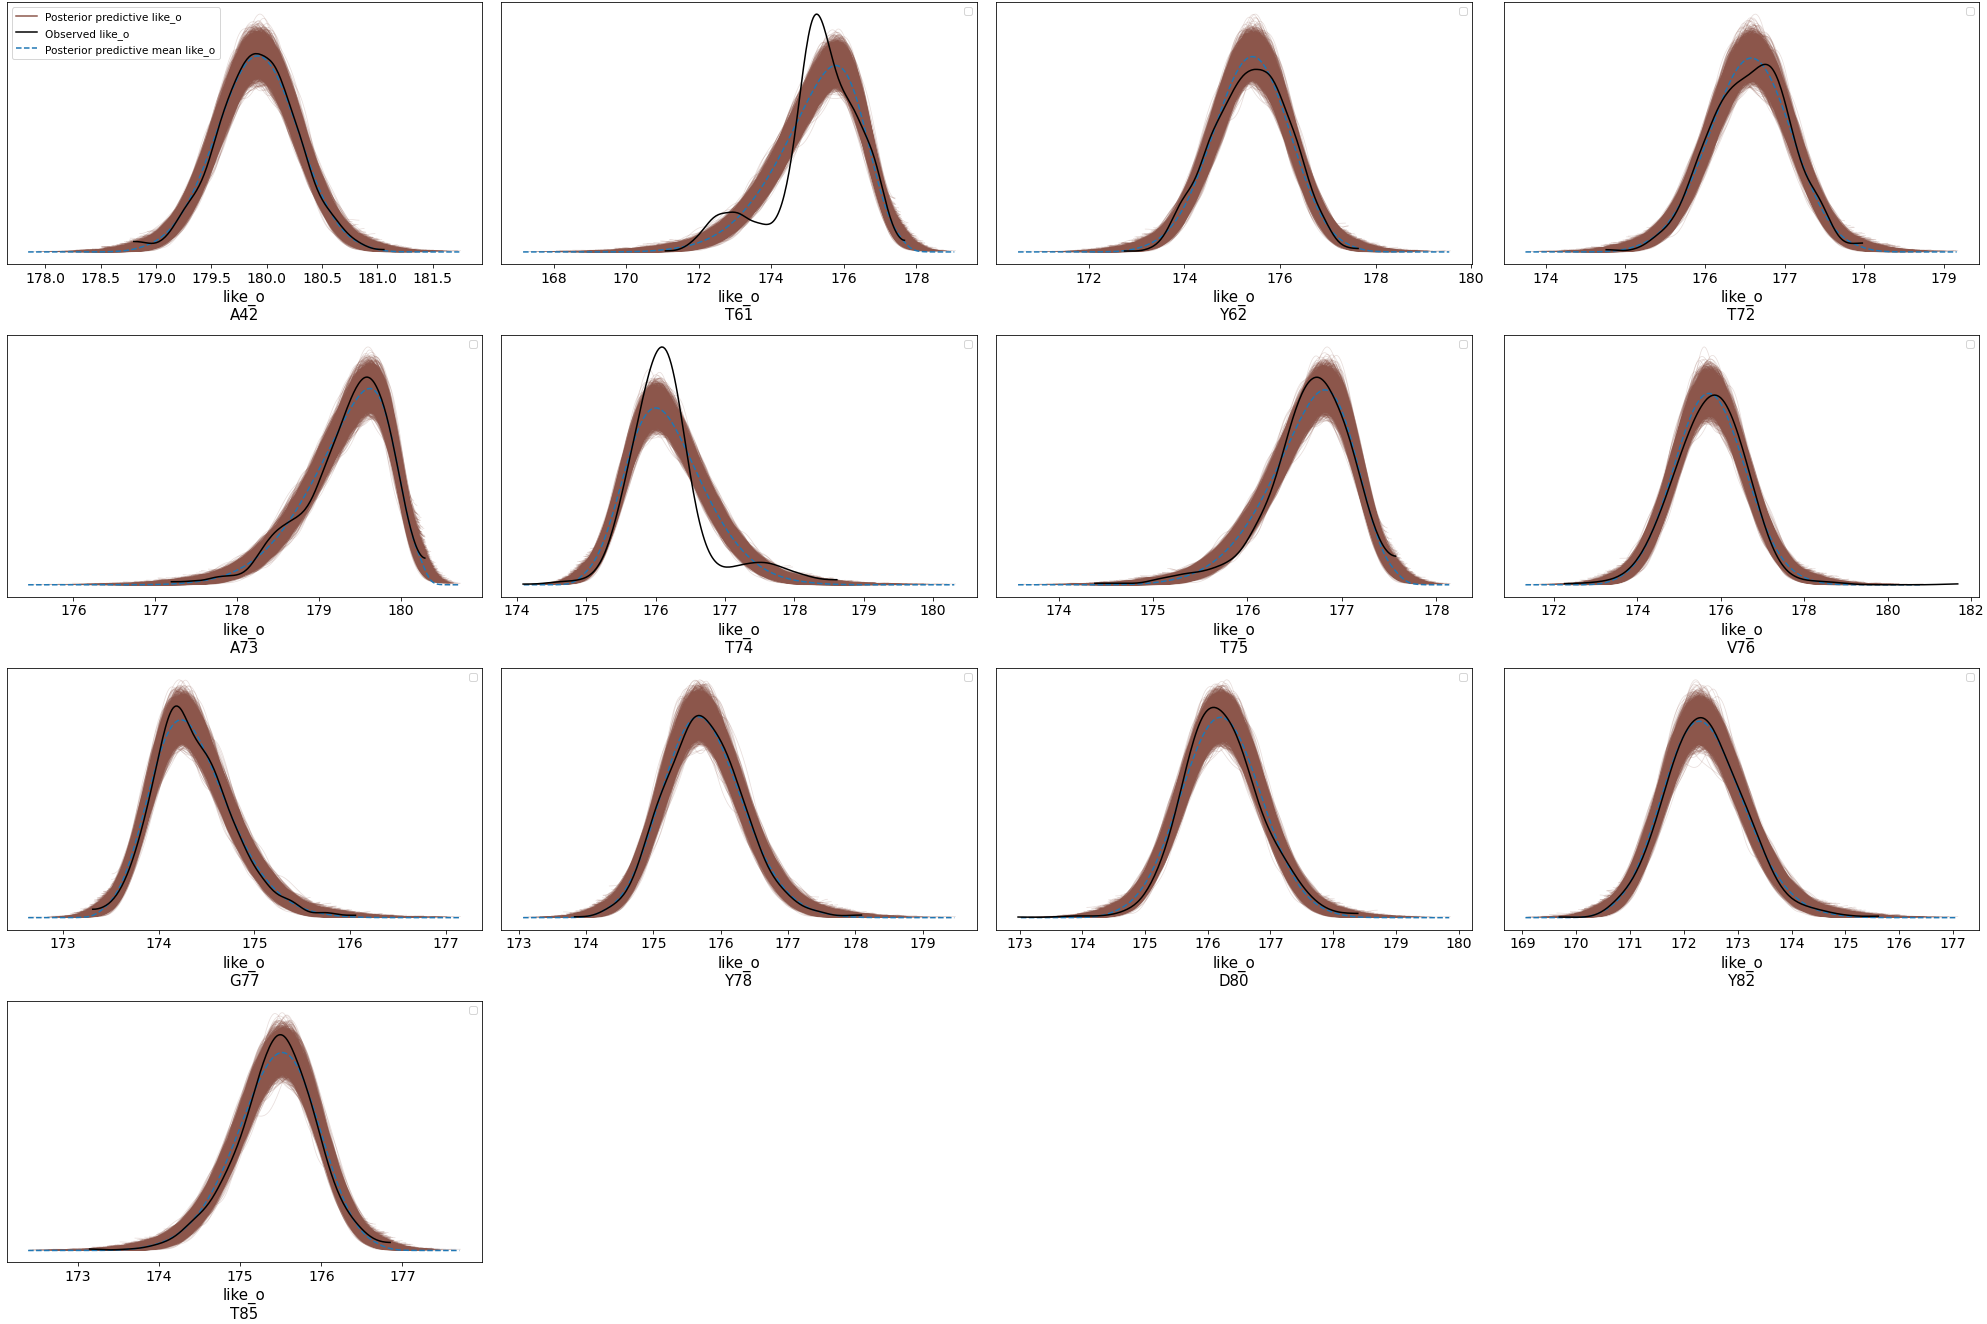 Posterior predictive like_o
Observed like_o
Posterior predictive mean like_o
178.0 178.5 179.0 179.5 180.0 180.5 181.0 181.5
like_o
A42
168 170 172 174 176 178
like_o
T61
172 174 176 178 180
like_o
Y62
174 175 176 177 178 179
like_o
T72
176 177 178 179 180
like_o
A73
174 175 176 177 178 179 180
like_o
T74
174 175 176 177 178
like_o
T75
172 174 176 178 180 182
like_o
V76
173 174 175 176 177
like_o
G77
173 174 175 176 177 178 179
like_o
Y78
173 174 175 176 177 178 179 180
like_o
D80
169 170 171 172 173 174 175 176 177
like_o
Y82
173 174 175 176 177
like_o
T85